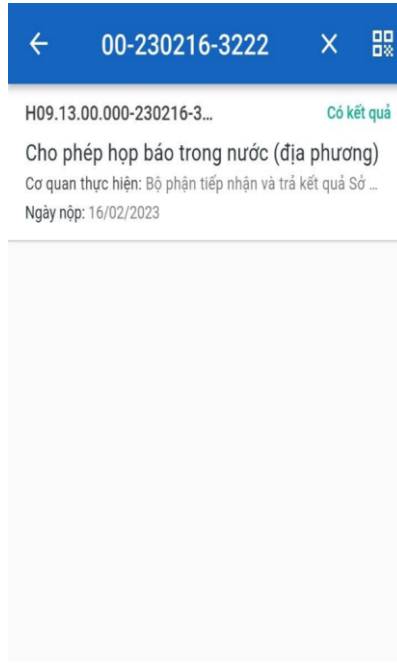 00-230216-3222
H09.13.00.000-230216-3... Có kết quả
Cho phép họp báo trong nước (địa phương)
Cơ quan thực hiện: Bộ phận tiếp nhận và trả kết quả Sở ...
Ngày nộp: 16/02/2023